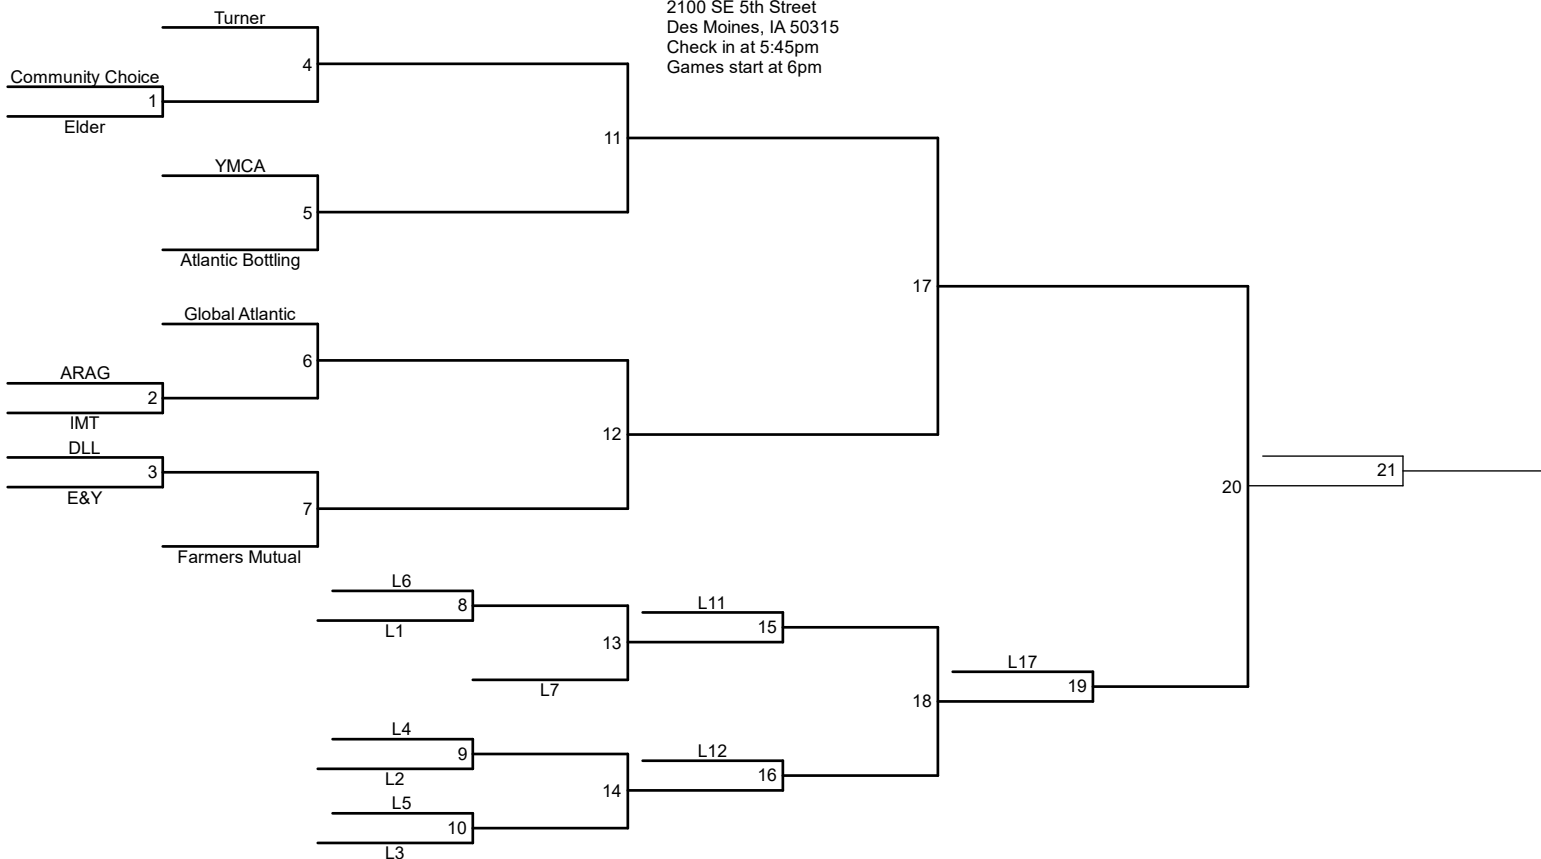 2100 SE 5th Street
Des Moines, IA 50315
Check in at 5:45pm
Games start at 6pm
Turner
4
Community Choice
1
Elder
11
YMCA
5
Atlantic Bottling
17
Global Atlantic
6
ARAG
2
IMT
12
DLL
3
E&Y
7
Farmers Mutual
20
21
L6
8
L1
L11
15
13
L7
L17
19
18
L4
9
L2
L12
16
14
L5
10
L3